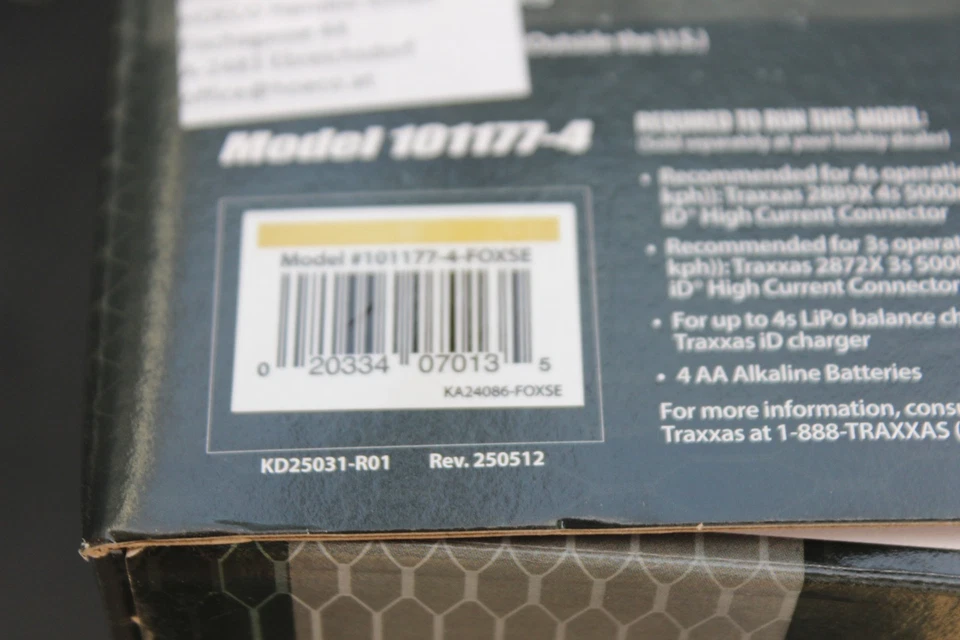 (Outside the U.S.)
Model 101177-4
Model #101177-4-FOXSE
0 20334 07013 5
KA24086-FOXSE
KD25031-R01 Rev. 250512
REQUIRED TO RUN THIS MODEL:
(Sold separately at your hobby dealer)
• Recommended for 4s operati
kph)): Traxxas 2889X 4s 5000
iD® High Current Connector
• Recommended for 3s operat
kph)): Traxxas 2872X 3s 500
iD® High Current Connector
• For up to 4s LiPo balance ch
Traxxas iD charger
• 4 AA Alkaline Batteries
For more information, consu
Traxxas at 1-888-TRAXXAS (